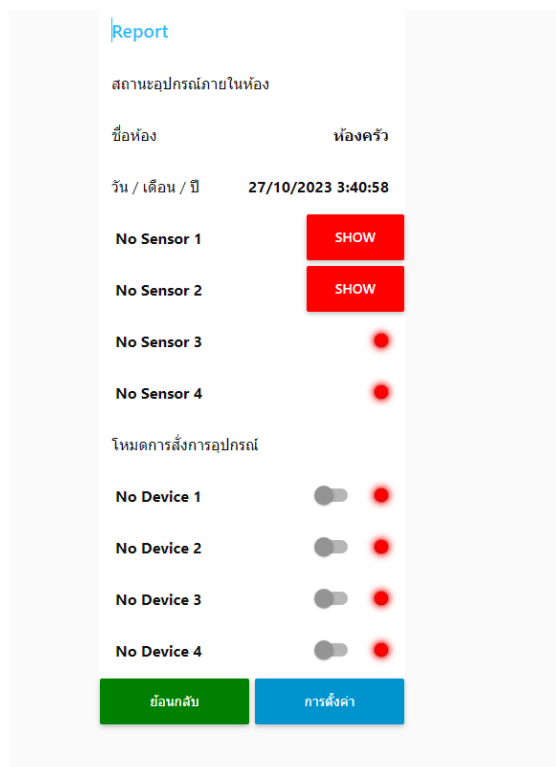 Report
สถานะอุปกรณ์ภายในห้อง
ชื่อห้อง ห้องครัว
วัน / เดือน / ปี 27/10/2023 3:40:58
No Sensor 1 SHOW
No Sensor 2 SHOW
No Sensor 3
No Sensor 4
โหมดการสั่งการอุปกรณ์
No Device 1
No Device 2
No Device 3
No Device 4
ย้อนกลับ การตั้งค่า